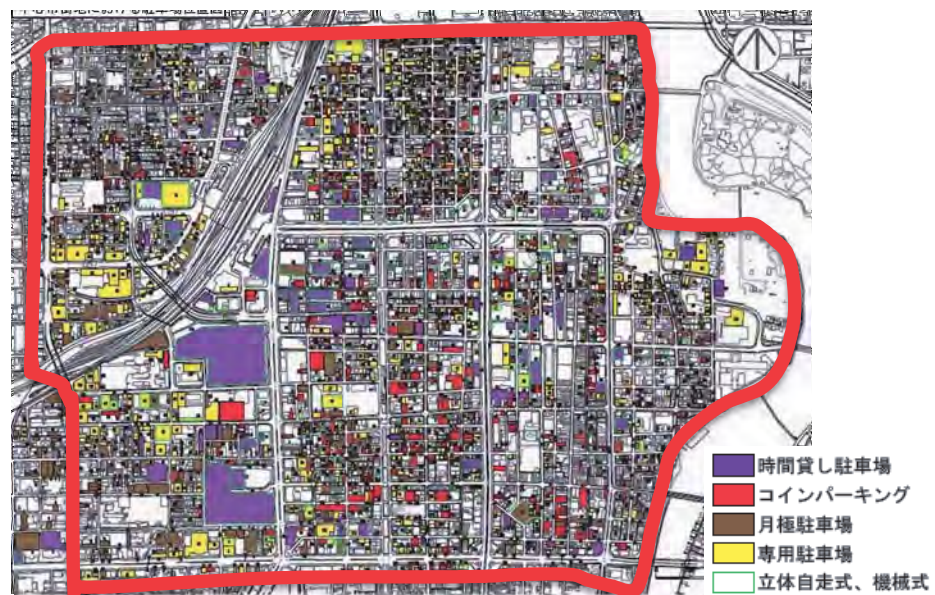 時間貸し駐車場
コインパーキング
月極駐車場
専用駐車場
立体自走式、機械式